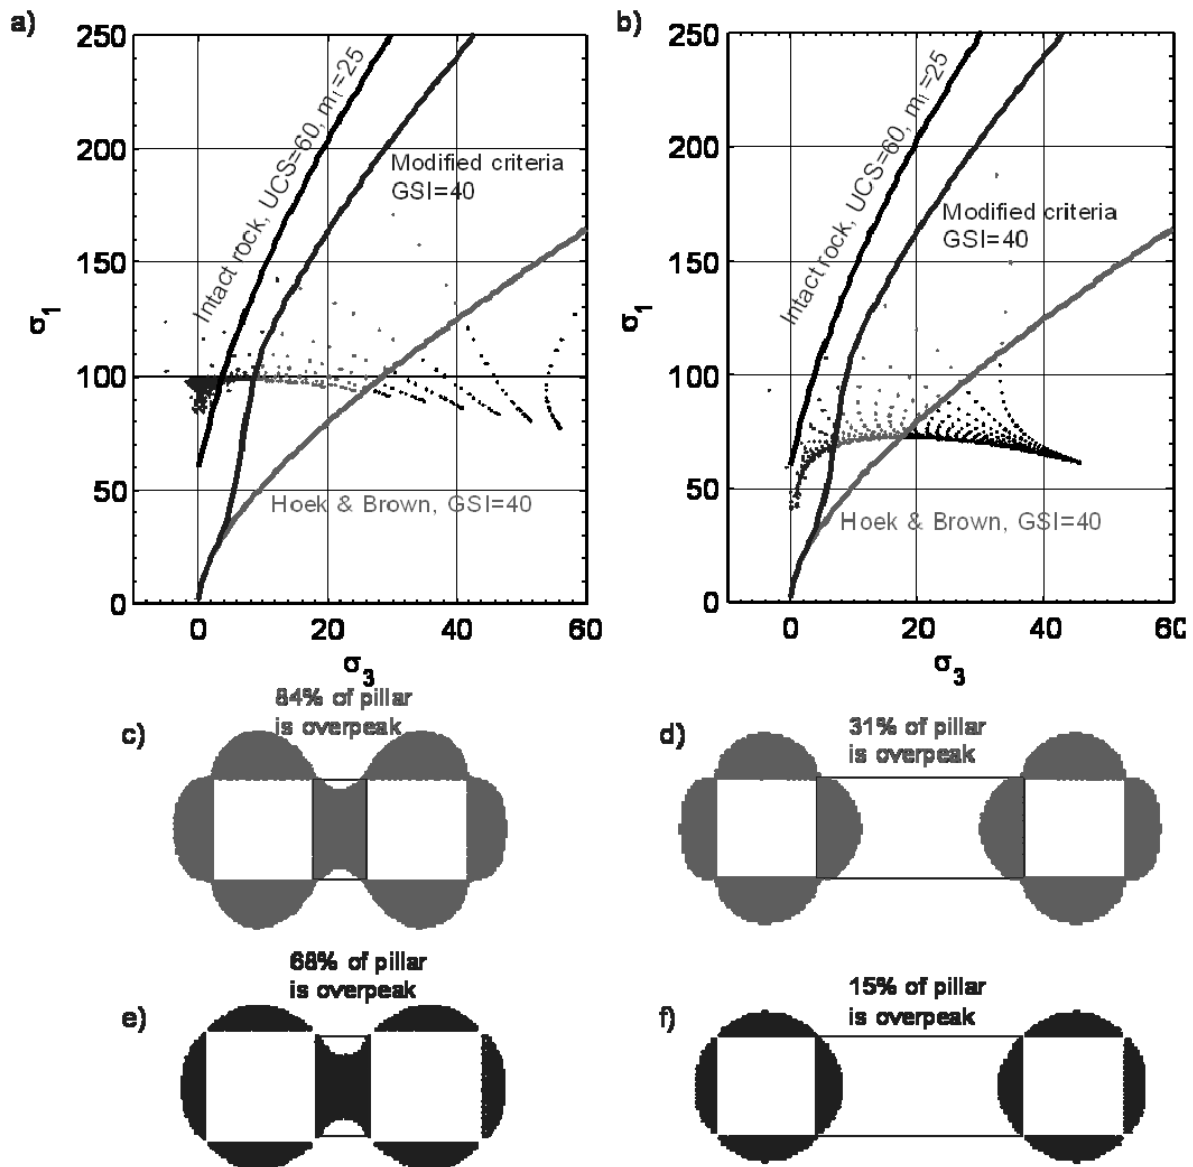 a)
250
200
150
100
50
0
σ1
0
20
40
60
σ3
Intact rock, UCS=60, m1=25
Modified criteria
GSI=40
Hoek & Brown, GSI=40
b)
250
200
150
100
50
0
σ1
0
20
40
60
σ3
Intact rock, UCS=60, m1=25
Modified criteria
GSI=40
Hoek & Brown, GSI=40
c)
84% of pillar
is overpeak
d)
31% of pillar
is overpeak
e)
68% of pillar
is overpeak
f)
15% of pillar
is overpeak